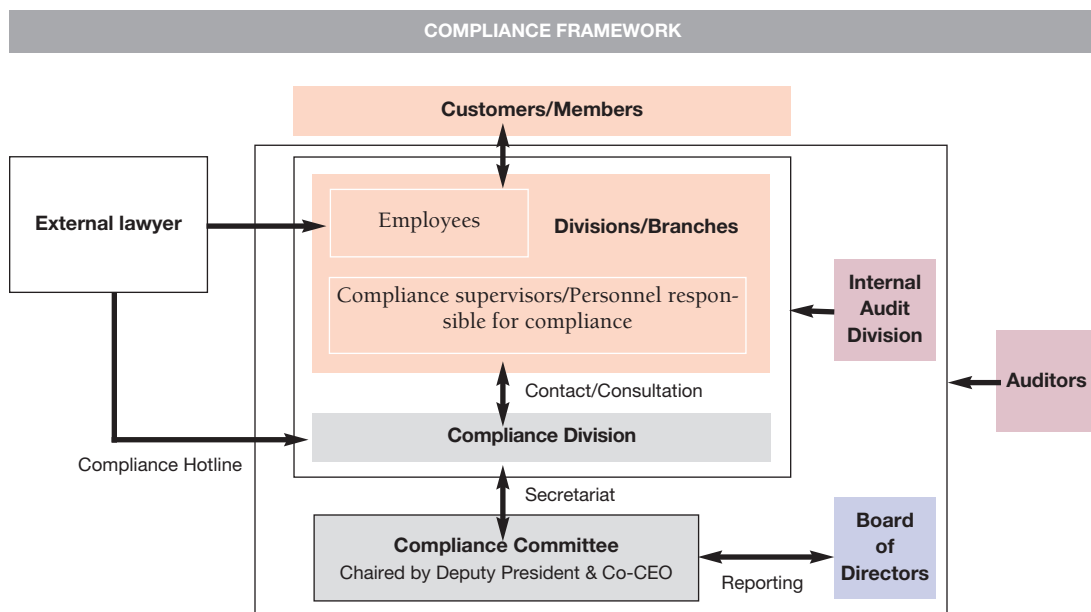 COMPLIANCE FRAMEWORK
Customers/Members
External lawyer
Employees
Divisions/Branches
Compliance supervisors/Personnel respon-
sible for compliance
Internal
Audit
Division
Auditors
Contact/Consultation
Compliance Division
Compliance Hotline
Secretariat
Compliance Committee
Chaired by Deputy President & Co-CEO
Reporting
Board
of
Directors